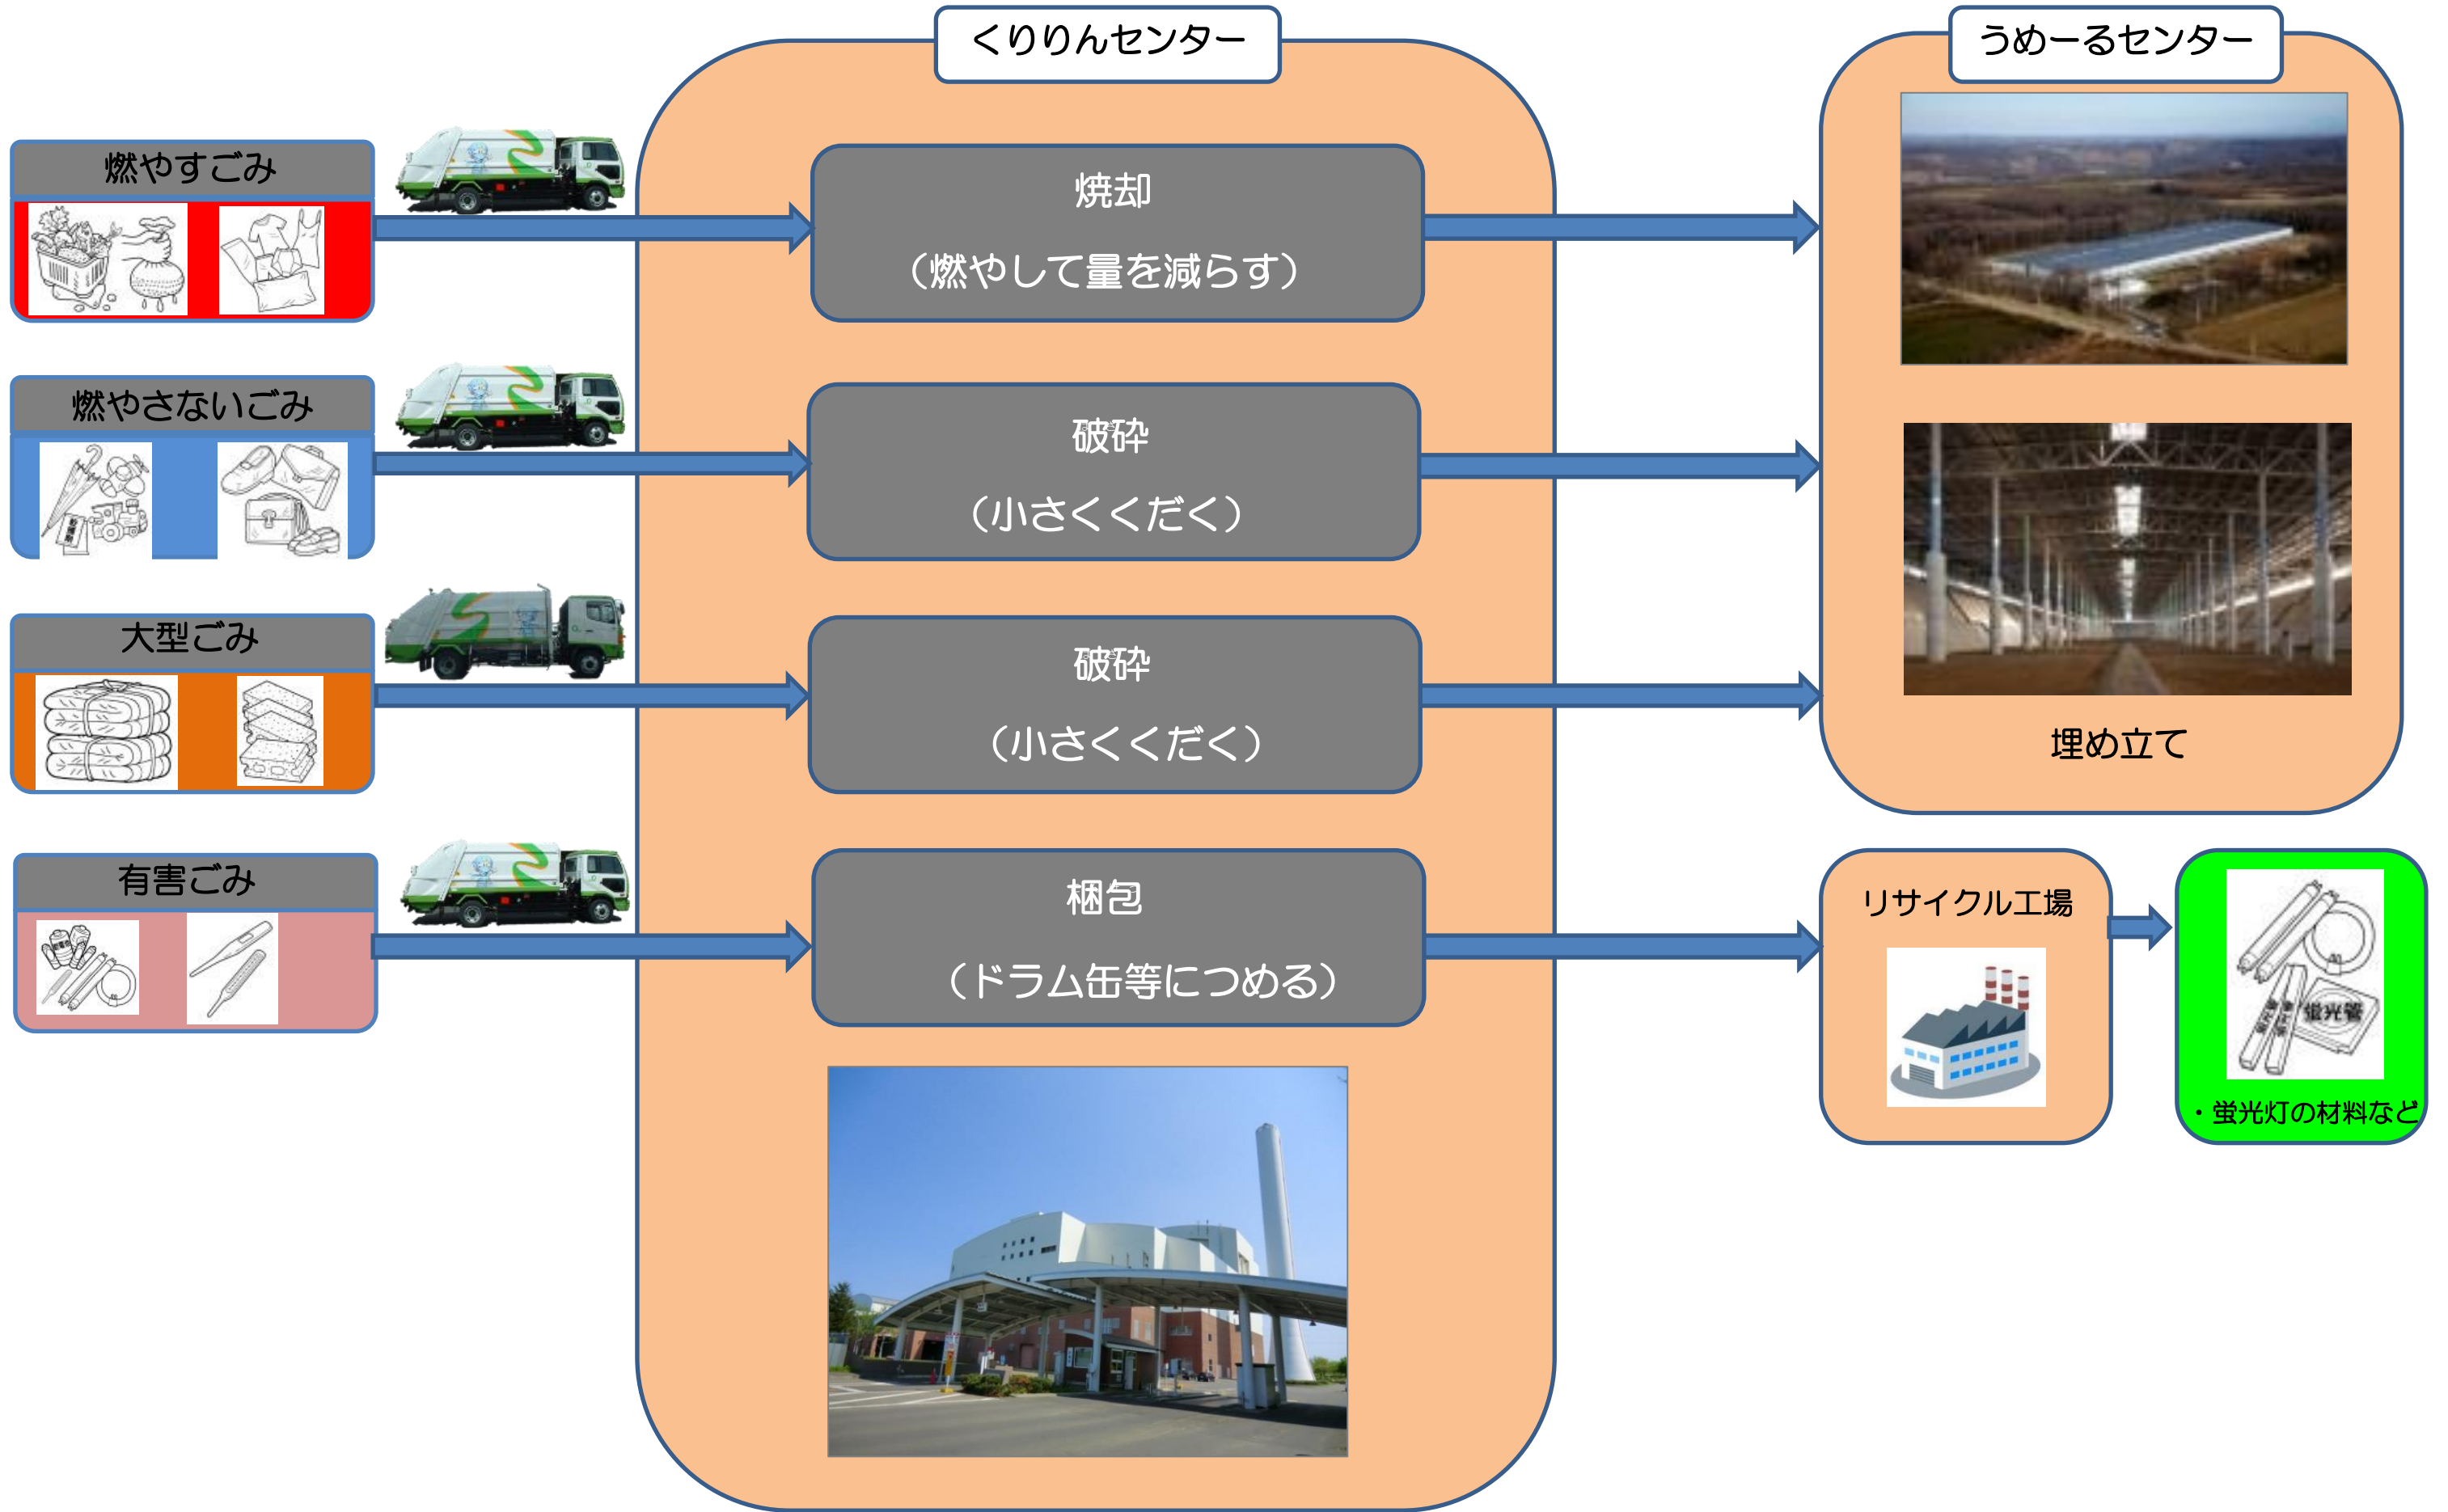 くりりんセンター
うめーるセンター
燃やすごみ
焼却
（燃やして量を減らす）
燃やさないごみ
破砕
（小さくくだく）
大型ごみ
破砕
（小さくくだく）
埋め立て
有害ごみ
梱包
（ドラム缶等につめる）
リサイクル工場
蛍光管
・蛍光灯の材料など